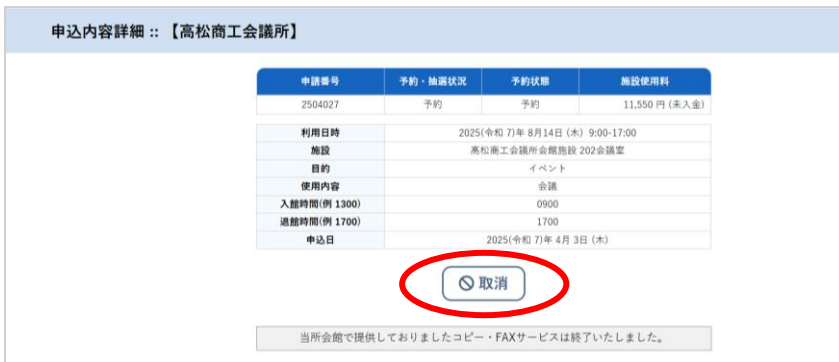 申込内容詳細 :: 【高松商工会議所】
申請番号 予約・抽選状況 予約状態 施設使用料
2504027 予約 予約 11,550 円 (未入金)
利用日時 2025(令和 7)年 8月14日 (木) 9:00-17:00
施設 高松商工会議所会館施設 202会議室
目的 イベント
使用内容 会議
入館時間(例 1300) 0900
退館時間(例 1700) 1700
申込日 2025(令和 7)年 4月 3日 (木)
取消
当所会館で提供しておりましたコピー・FAXサービスは終了いたしました。